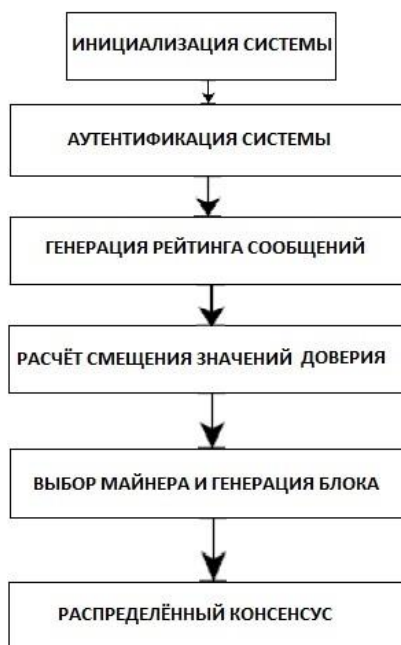 ИНИЦИАЛИЗАЦИЯ СИСТЕМЫ
АУТЕНТИФИКАЦИЯ СИСТЕМЫ
ГЕНЕРАЦИЯ РЕЙТИНГА СООБЩЕНИЙ
РАСЧЁТ СМЕЩЕНИЯ ЗНАЧЕНИЙ ДОВЕРИЯ
ВЫБОР МАЙНЕРА И ГЕНЕРАЦИЯ БЛОКА
РАСПРЕДЕЛЁННЫЙ КОНСЕНСУС